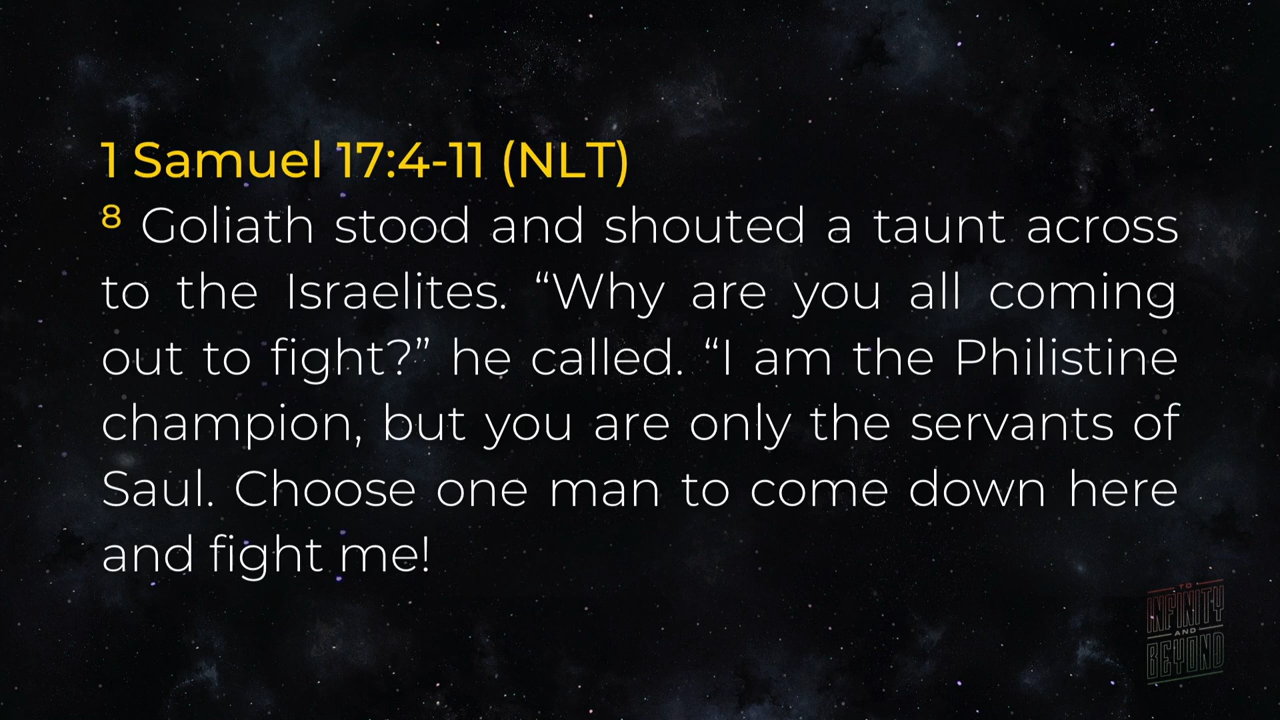 1 Samuel 17:4-11 (NLT)
8 Goliath stood and shouted a taunt across
to the Israelites. “Why are you all coming
out to fight?” he called. “I am the Philistine
champion, but you are only the servants of
Saul. Choose one man to come down here
and fight me!
TO
INFINITY
AND
BEYOND